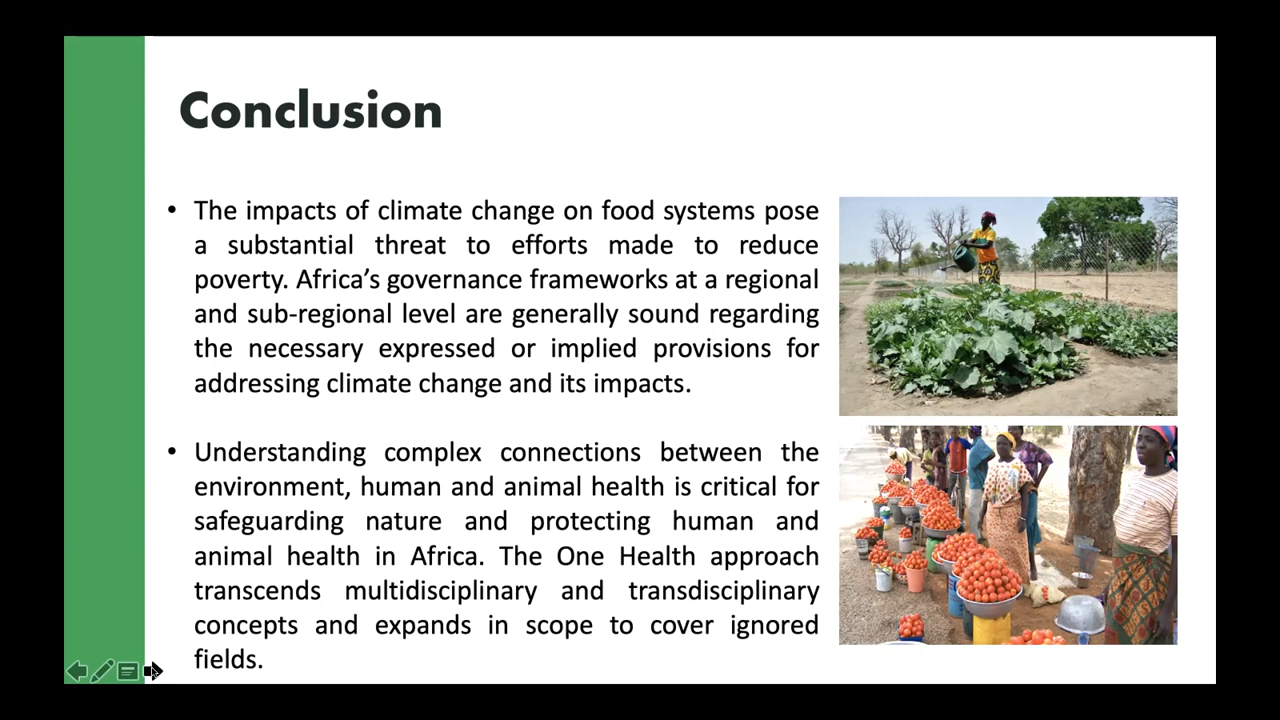 Conclusion
• The impacts of climate change on food systems pose
a substantial threat to efforts made to reduce
poverty. Africa’s governance frameworks at a regional
and sub-regional level are generally sound regarding
the necessary expressed or implied provisions for
addressing climate change and its impacts.
• Understanding complex connections between the
environment, human and animal health is critical for
safeguarding nature and protecting human and
animal health in Africa. The One Health approach
transcends multidisciplinary and transdisciplinary
concepts and expands in scope to cover ignored
fields.